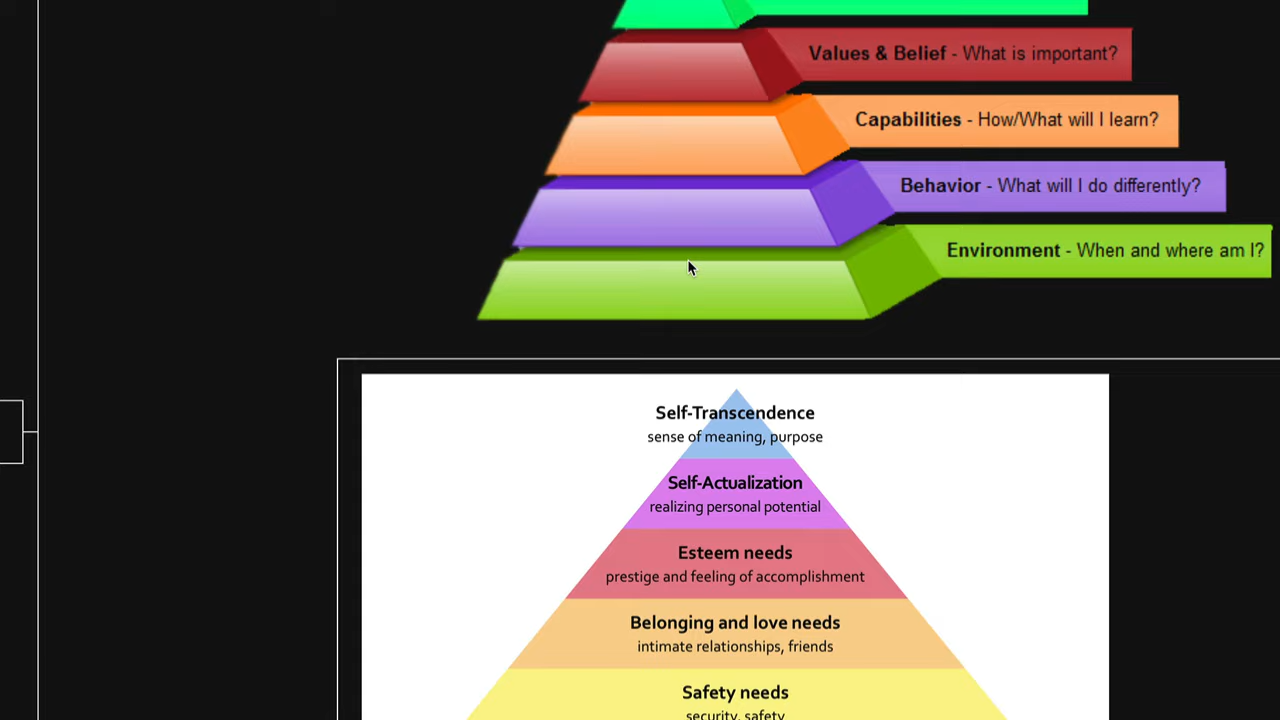 Values & Belief - What is important?
Capabilities - How/What will I learn?
Behavior - What will I do differently?
Environment - When and where am I?
Self-Transcendence
sense of meaning, purpose
Self-Actualization
realizing personal potential
Esteem needs
prestige and feeling of accomplishment
Belonging and love needs
intimate relationships, friends
Safety needs
security, safety